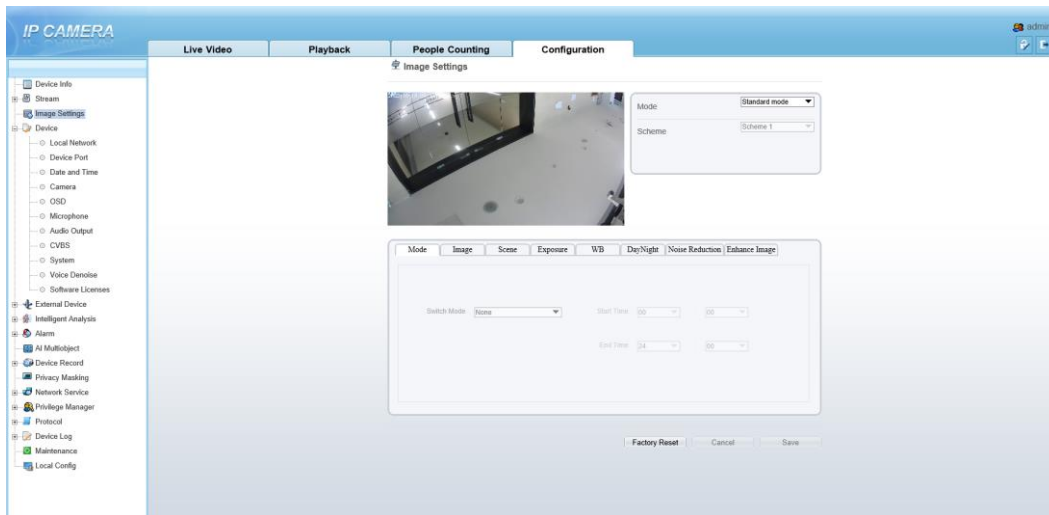 IP CAMERA
admin
Live Video Playback People Counting Configuration
Image Settings
Device Info
Stream
Image Settings
Device
Local Network
Device Port
Date and Time
Camera
OSD
Microphone
Audio Output
CVBS
System
Voice Denoise
Software Licenses
External Device
Intelligent Analysis
Alarm
AI Multiobject
Device Record
Privacy Masking
Network Service
Privilege Manager
Protocol
Device Log
Maintenance
Local Config
Mode Standard mode
Scheme Scheme 1
Mode Image Scene Exposure WB DayNight Noise Reduction Enhance Image
Switch Mode None Start Time 00 00
End Time 24 00
Factory Reset Cancel Save